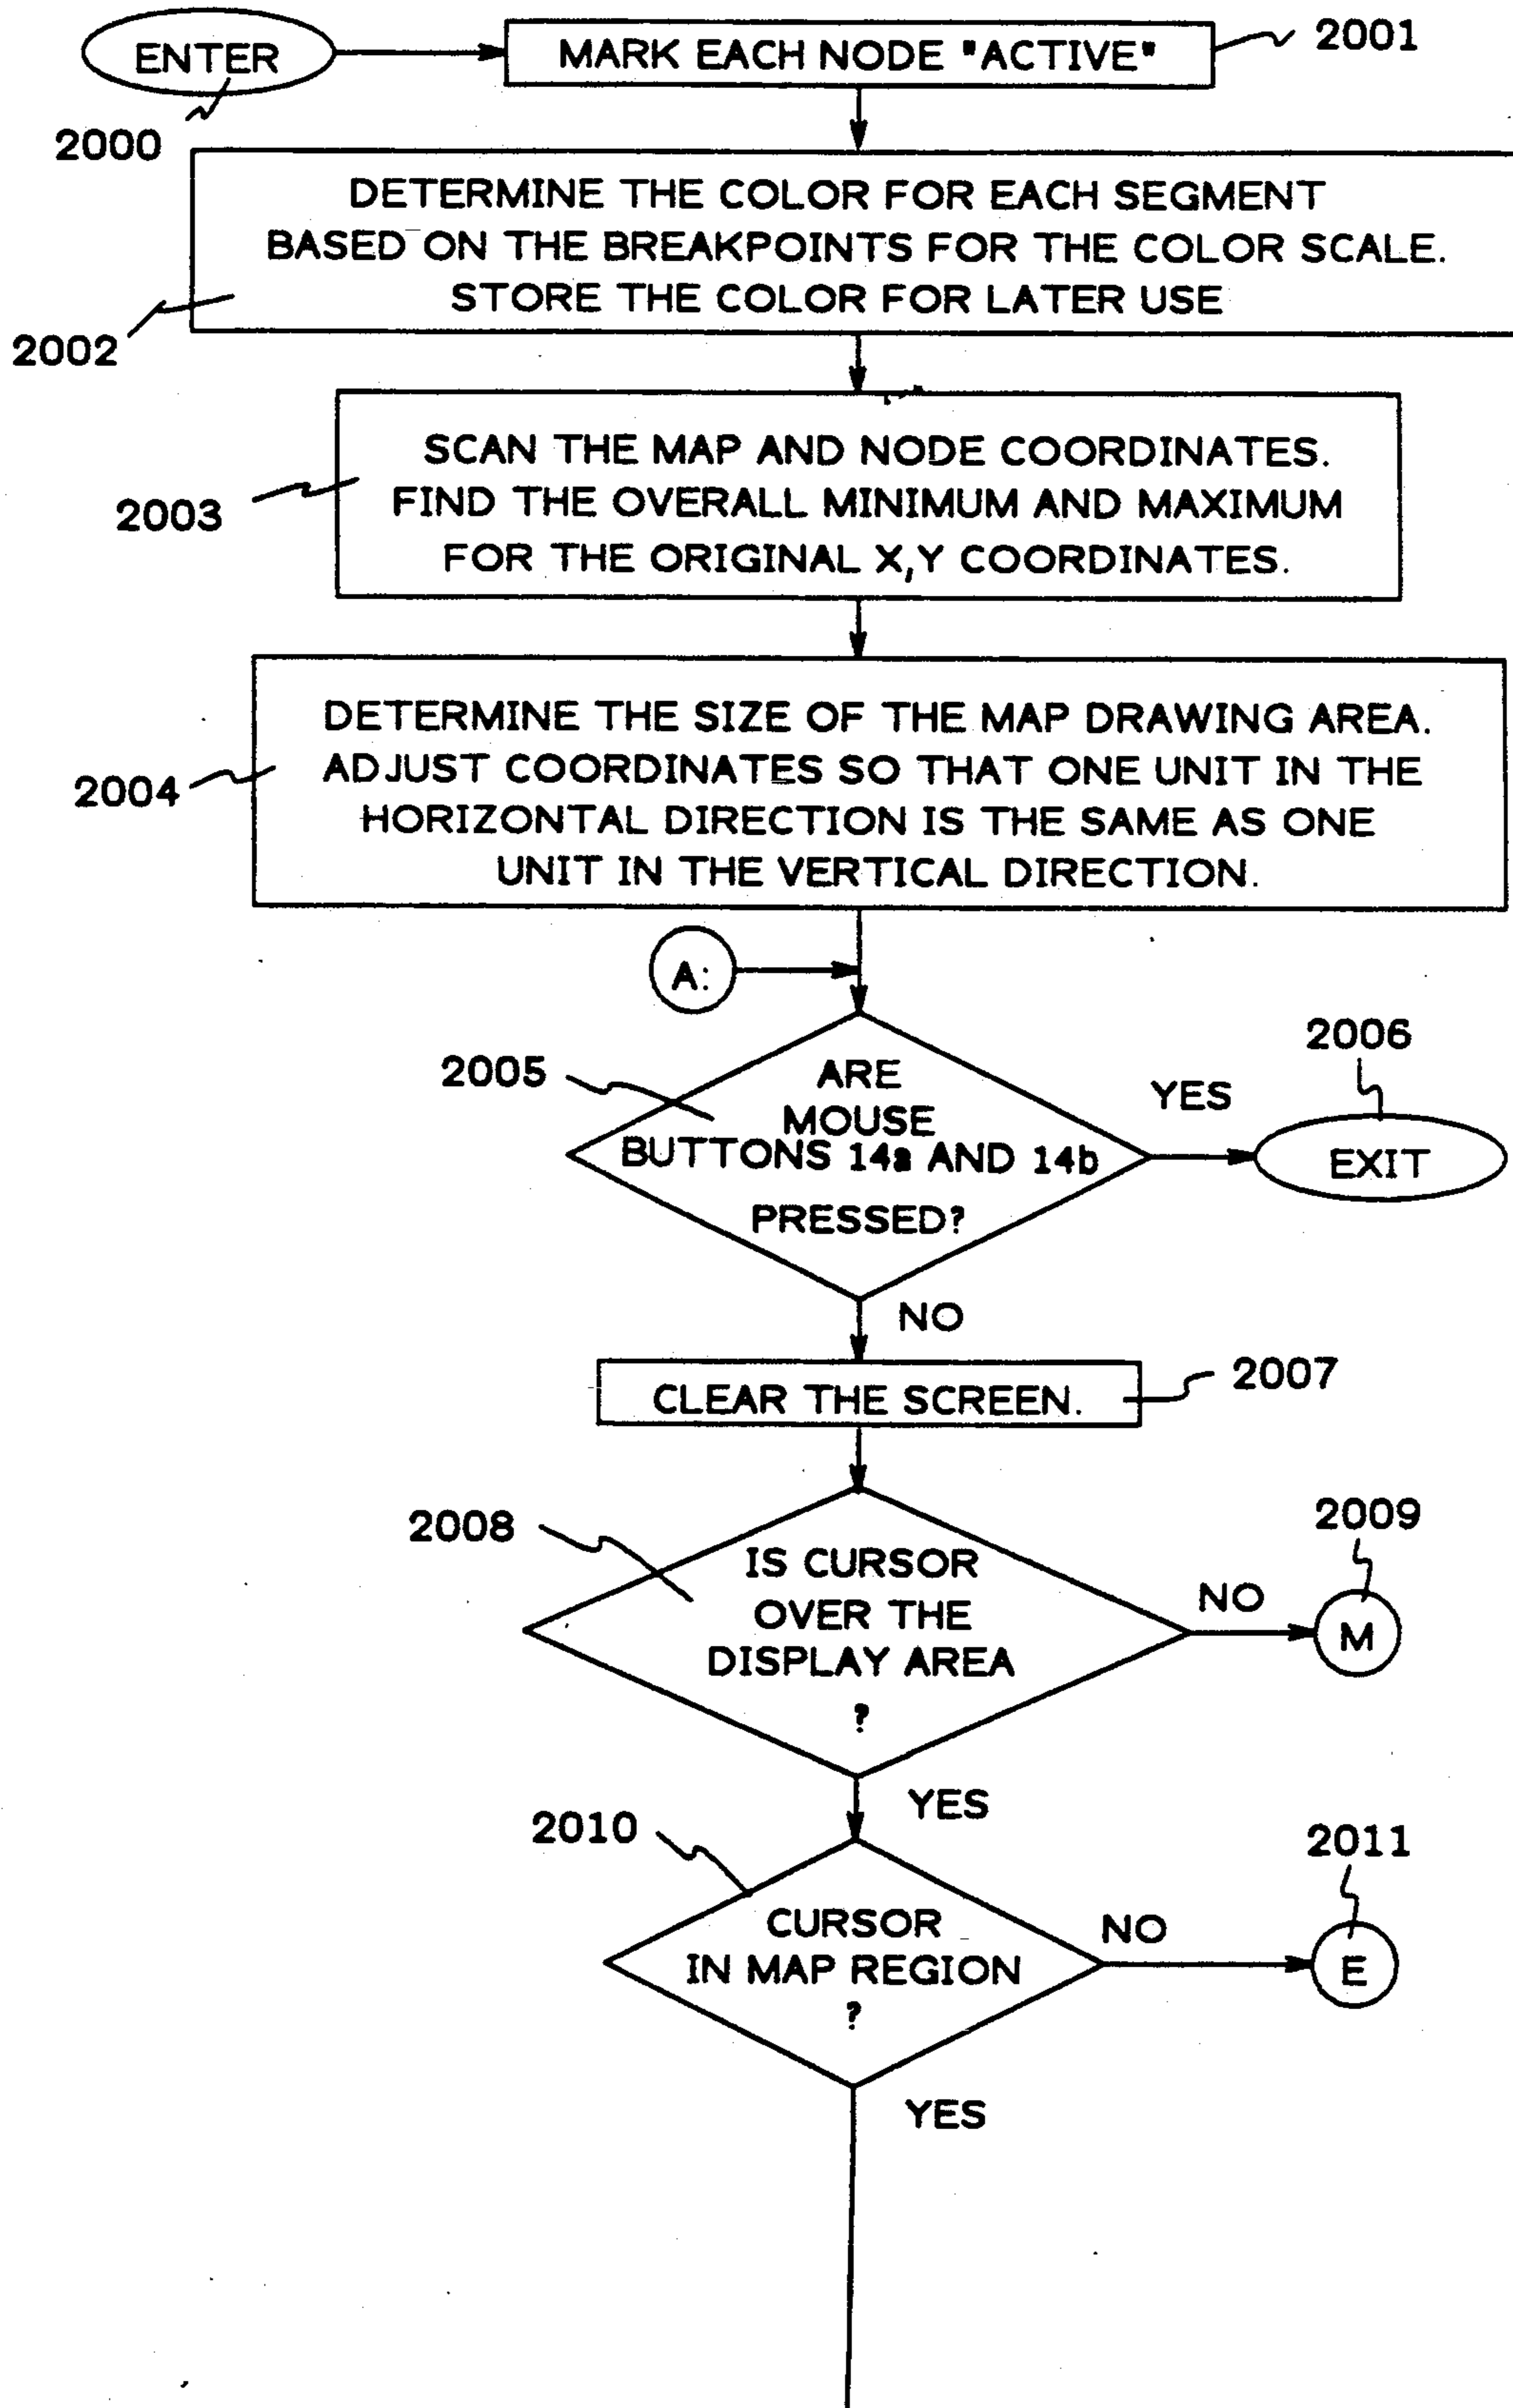 ENTER
MARK EACH NODE "ACTIVE"
2001
2000
DETERMINE THE COLOR FOR EACH SEGMENT
BASED ON THE BREAKPOINTS FOR THE COLOR SCALE.
STORE THE COLOR FOR LATER USE
2002
SCAN THE MAP AND NODE COORDINATES.
FIND THE OVERALL MINIMUM AND MAXIMUM
FOR THE ORIGINAL X,Y COORDINATES.
2003
DETERMINE THE SIZE OF THE MAP DRAWING AREA.
ADJUST COORDINATES SO THAT ONE UNIT IN THE
HORIZONTAL DIRECTION IS THE SAME AS ONE
UNIT IN THE VERTICAL DIRECTION.
2004
A:
2005
ARE
MOUSE
BUTTONS 14a AND 14b
PRESSED?
YES
2006
EXIT
NO
CLEAR THE SCREEN.
2007
2008
IS CURSOR
OVER THE
DISPLAY AREA
?
NO
2009
M
YES
2010
CURSOR
IN MAP REGION
?
NO
2011
E
YES